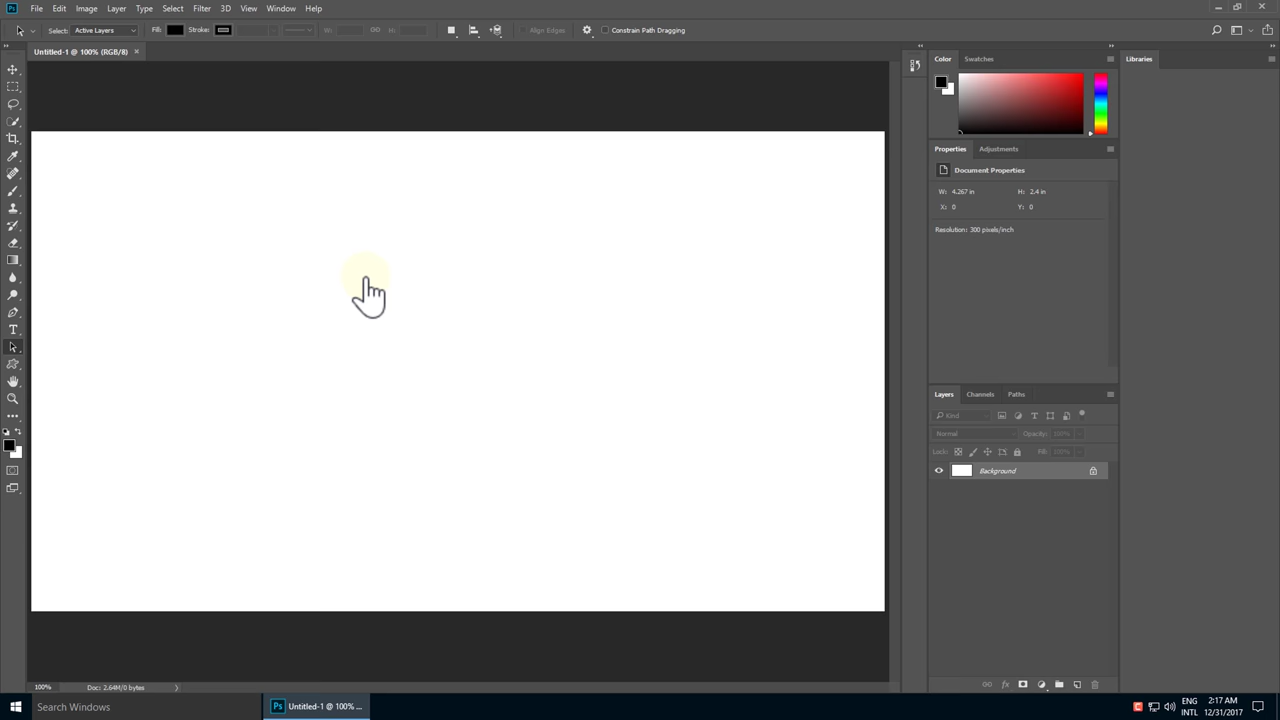 Ps File Edit Image Layer Type Select Filter 3D View Window Help
Select: Active Layers Fill: Stroke: W: H: Align Edges Constrain Path Dragging
Untitled-1 @ 100% (RGB/8) ×
Color Swatches
Libraries
Properties Adjustments
Document Properties
W: 4.267 in H: 2.4 in
X: 0 Y: 0
Resolution: 300 pixels/inch
Layers Channels Paths
Kind
Normal Opacity: 100%
Lock: Fill: 100%
Background
100% Doc: 2.64M/0 bytes
Search Windows
Ps Untitled-1 @ 100% ...
ENG 2:17 AM
INTL 12/31/2017